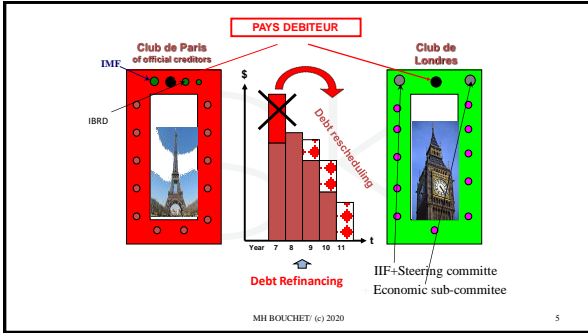 PAYS DEBITEUR
Club de Paris
of official creditors
Club de
Londres
IMF
IBRD
$
Debt rescheduling
t
Year 7 8 9 10 11
Debt Refinancing
IIF+Steering committte
Economic sub-commitee
MH BOUCHET/ (c) 2020
5